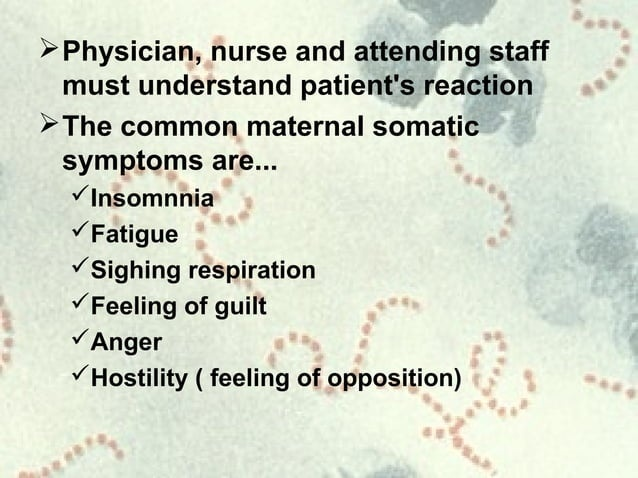 ➢Physician, nurse and attending staff
must understand patient's reaction
➢The common maternal somatic
symptoms are...
✓Insomnnia
✓Fatigue
✓Sighing respiration
✓Feeling of guilt
✓Anger
✓Hostility ( feeling of opposition)